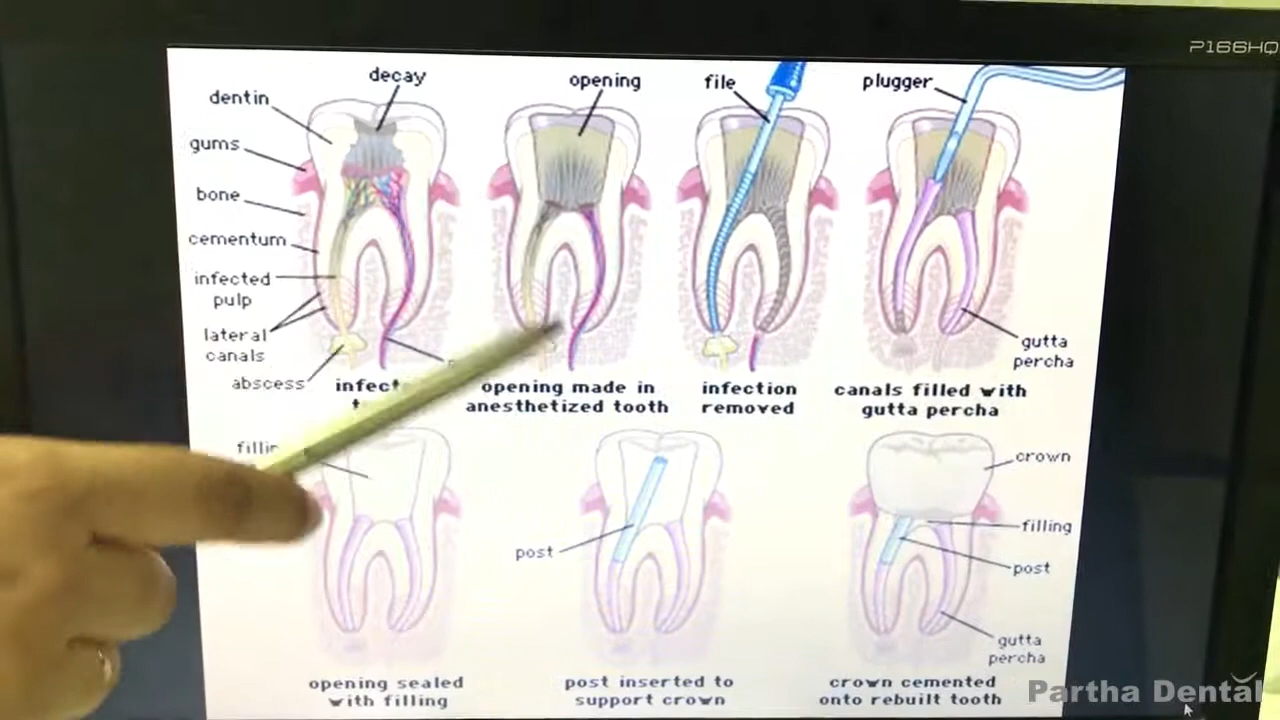 P166HQ
decay
opening
file
plugger
dentin
gums
bone
cementum
infected
pulp
lateral
canals
abscess
gutta
percha
opening made in
anesthetized tooth
infection
removed
canals filled with
gutta percha
crown
filling
post
post
gutta
percha
opening sealed
with filling
post inserted to
support crown
crown cemented
onto rebuilt tooth
Partha Dental